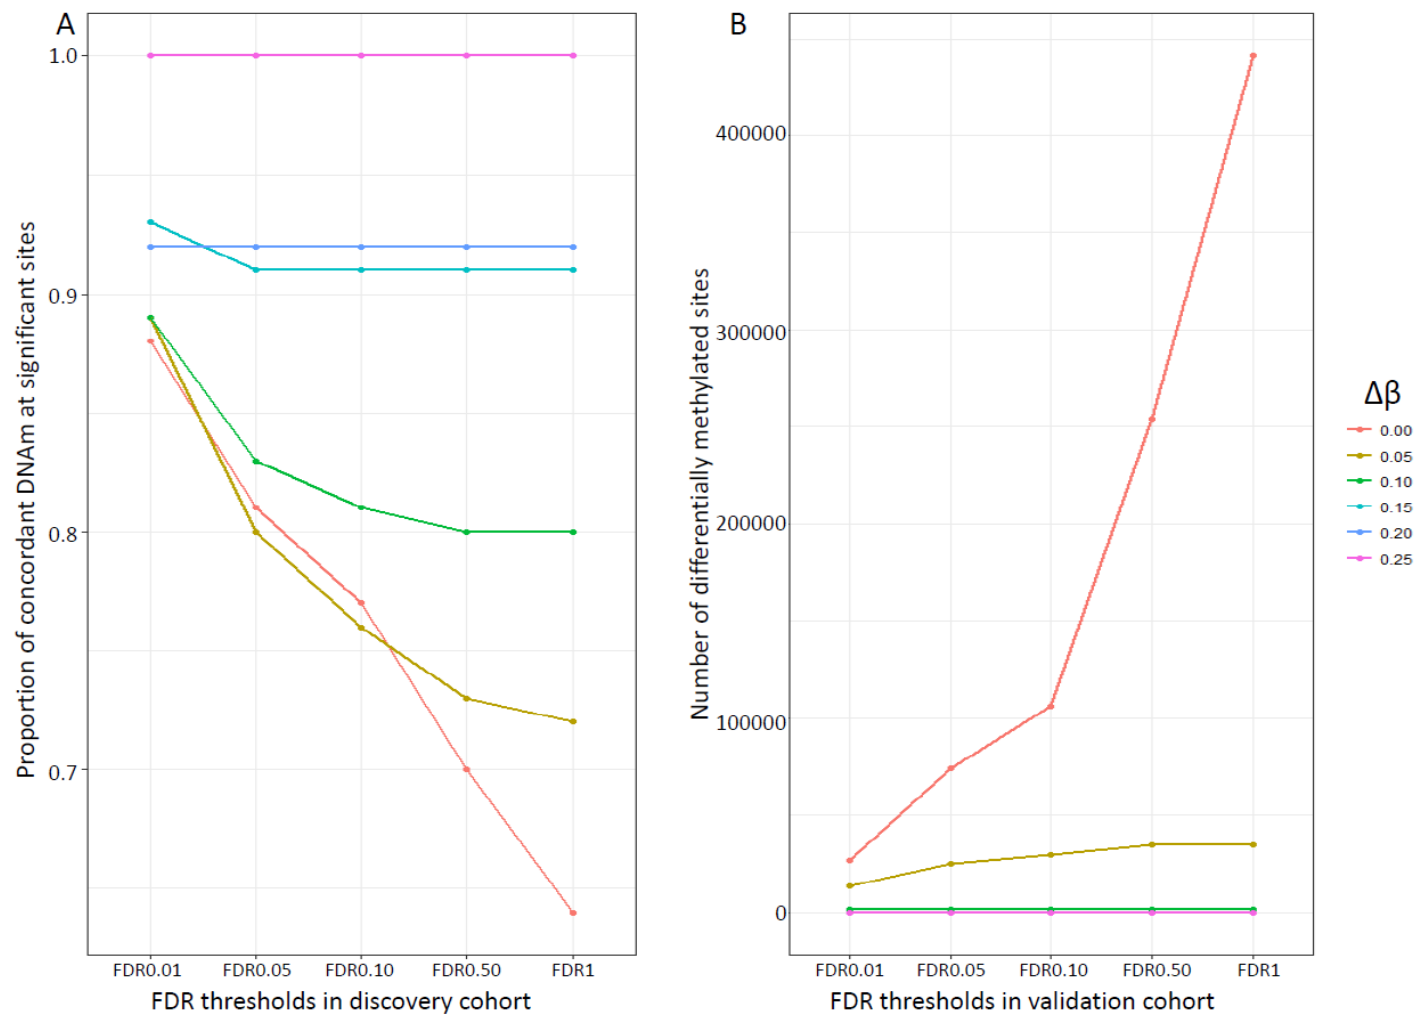 A
Proportion of concordant DNAm at significant sites
1.0
0.9
0.8
0.7
FDR0.01 FDR0.05 FDR0.10 FDR0.50 FDR1
FDR thresholds in discovery cohort
B
Number of differentially methylated sites
400000
300000
200000
100000
0
FDR0.01 FDR0.05 FDR0.10 FDR0.50 FDR1
FDR thresholds in validation cohort
Δβ
0.00
0.05
0.10
0.15
0.20
0.25